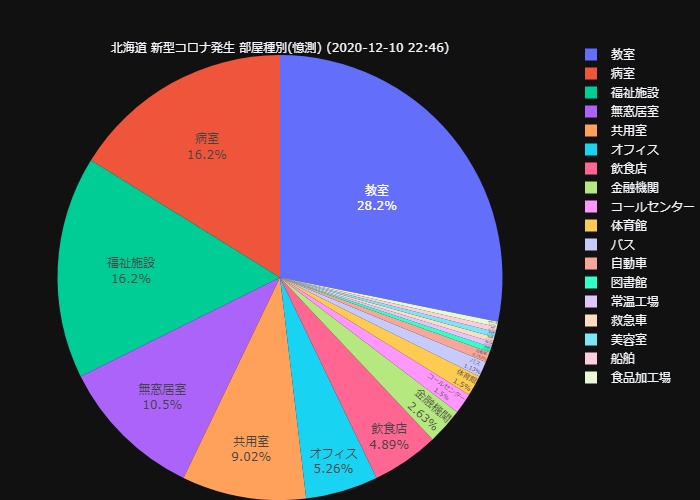 北海道 新型コロナ発生 部屋種別(憶測) (2020-12-10 22:46)
教室
28.2%
病室
16.2%
福祉施設
16.2%
無窓居室
10.5%
共用室
9.02%
オフィス
5.26%
飲食店
4.89%
金融機関
2.63%
コールセンター
1.5%
体育館
1.5%
バス
1.13%
教室
病室
福祉施設
無窓居室
共用室
オフィス
飲食店
金融機関
コールセンター
体育館
バス
自動車
図書館
常温工場
救急車
美容室
船舶
食品加工場